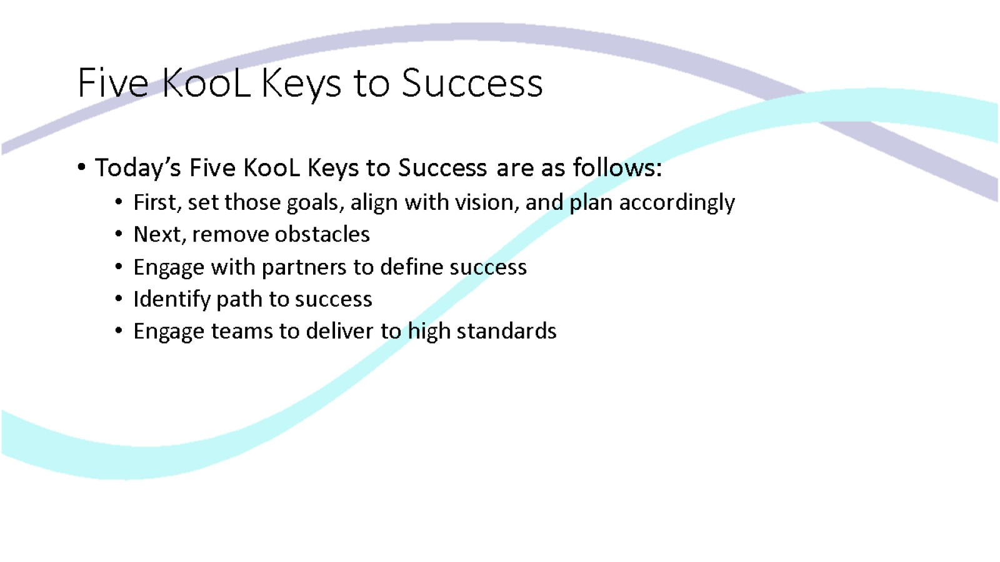 Five KooL Keys to Success
• Today’s Five KooL Keys to Success are as follows:
• First, set those goals, align with vision, and plan accordingly
• Next, remove obstacles
• Engage with partners to define success
• Identify path to success
• Engage teams to deliver to high standards